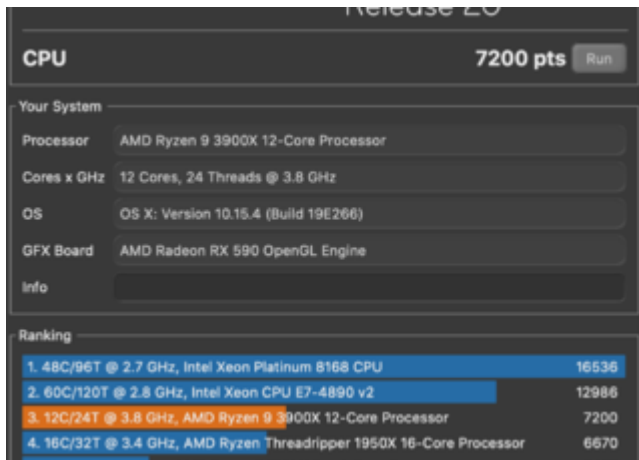 Release 20
CPU 7200 pts Run
Your System
Processor AMD Ryzen 9 3900X 12-Core Processor
Cores x GHz 12 Cores, 24 Threads @ 3.8 GHz
OS OS X: Version 10.15.4 (Build 19E266)
GFX Board AMD Radeon RX 590 OpenGL Engine
Info
Ranking
1. 48C/96T @ 2.7 GHz, Intel Xeon Platinum 8168 CPU 16536
2. 60C/120T @ 2.8 GHz, Intel Xeon CPU E7-4890 v2 12986
3. 12C/24T @ 3.8 GHz, AMD Ryzen 9 3900X 12-Core Processor 7200
4. 16C/32T @ 3.4 GHz, AMD Ryzen Threadripper 1950X 16-Core Processor 6670